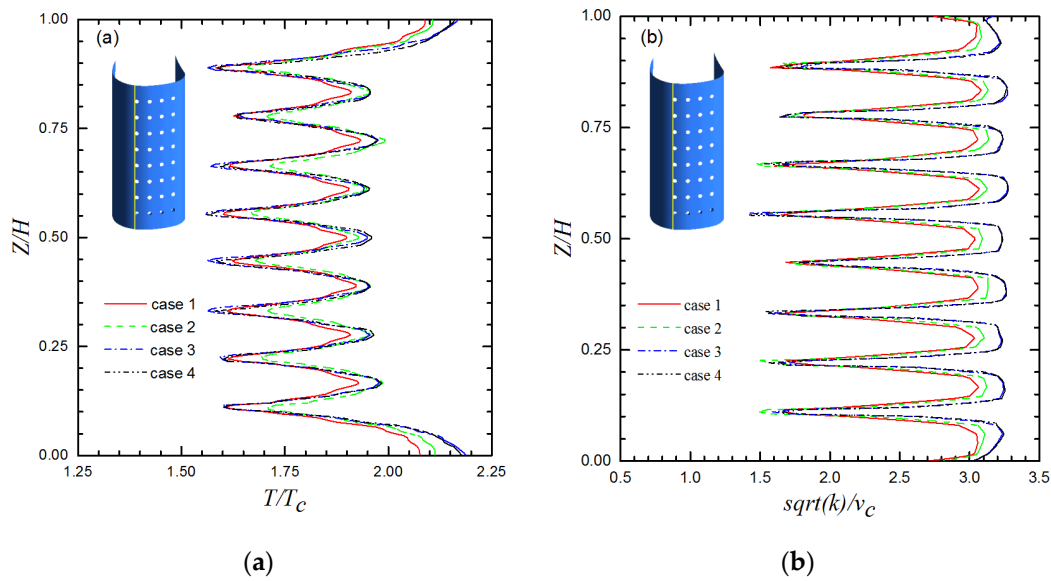 (a)
1.00
0.75
0.50
0.25
0.00
Z/H
case 1
case 2
case 3
case 4
1.25
1.50
1.75
2.00
2.25
T/T_c
(b)
1.00
0.75
0.50
0.25
0.00
Z/H
case 1
case 2
case 3
case 4
0.5
1.0
1.5
2.0
2.5
3.0
3.5
sqrt(k)/v_c
(a)
(b)